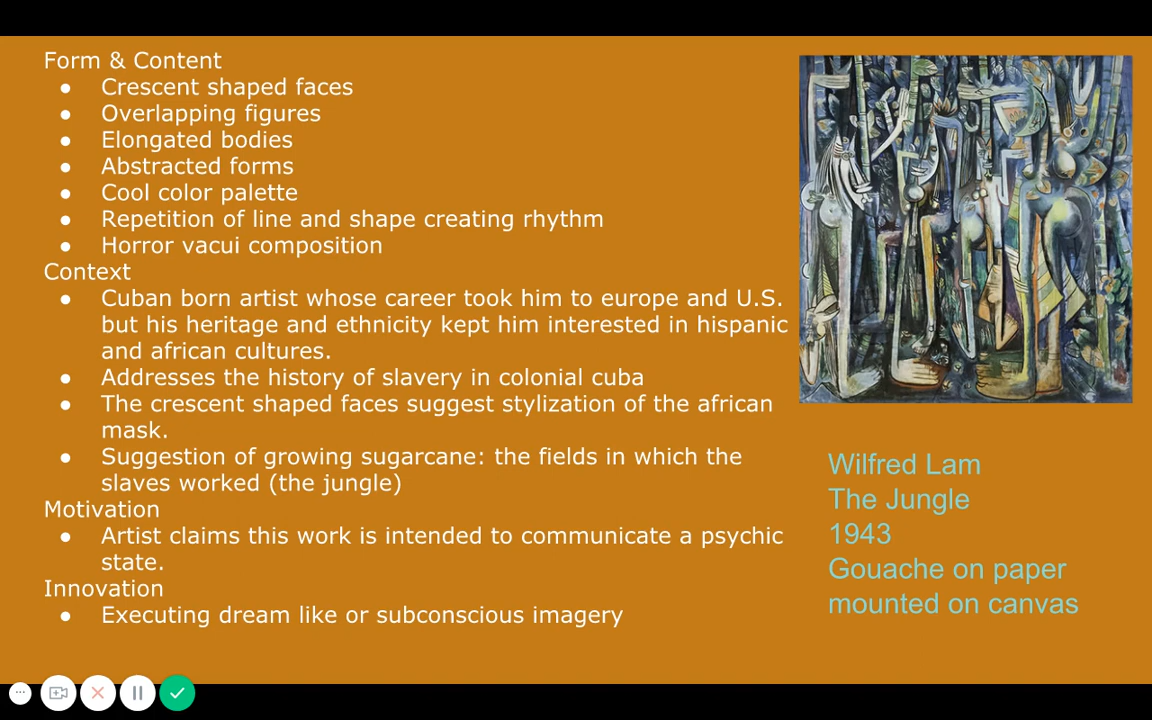 Form & Content
● Crescent shaped faces
● Overlapping figures
● Elongated bodies
● Abstracted forms
● Cool color palette
● Repetition of line and shape creating rhythm
● Horror vacui composition
Context
● Cuban born artist whose career took him to europe and U.S.
but his heritage and ethnicity kept him interested in hispanic
and african cultures.
● Addresses the history of slavery in colonial cuba
● The crescent shaped faces suggest stylization of the african
mask.
● Suggestion of growing sugarcane: the fields in which the
slaves worked (the jungle)
Motivation
● Artist claims this work is intended to communicate a psychic
state.
Innovation
● Executing dream like or subconscious imagery
Wilfred Lam
The Jungle
1943
Gouache on paper
mounted on canvas